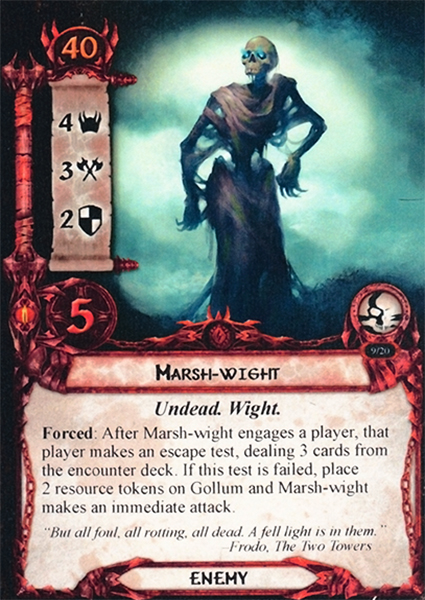 40
4
3
2
5
9/20
Marsh-wight
Undead. Wight.
Forced: After Marsh-wight engages a player, that
player makes an escape test, dealing 3 cards from
the encounter deck. If this test is failed, place
2 resource tokens on Gollum and Marsh-wight
makes an immediate attack.
"But all foul, all rotting, all dead. A fell light is in them."
–Frodo, The Two Towers
ENEMY